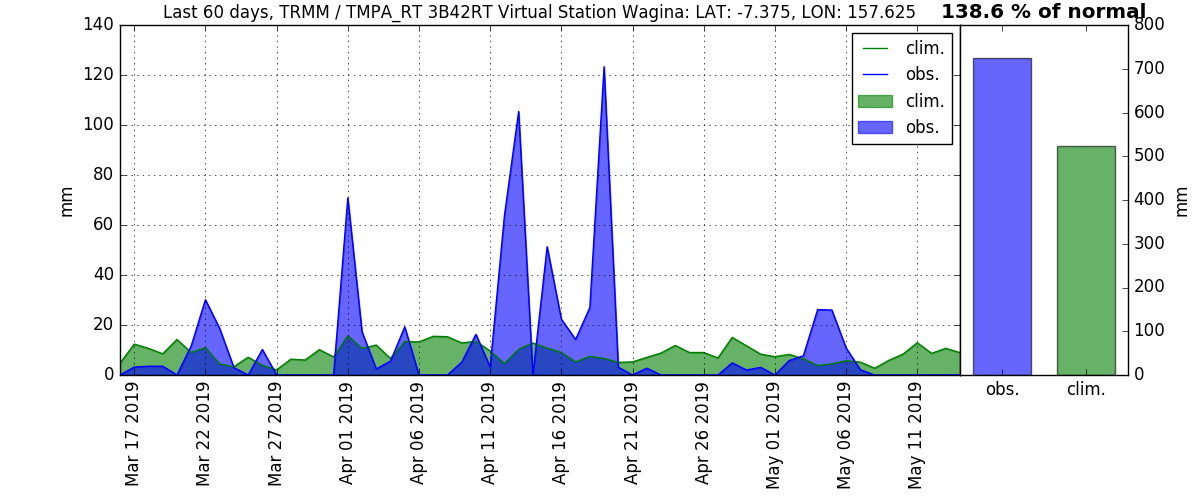 Last 60 days, TRMM / TMPA_RT 3B42RT Virtual Station Wagina: LAT: -7.375, LON: 157.625
138.6 % of normal
140
120
100
80
60
40
20
0
mm
clim.
obs.
clim.
obs.
Mar 17 2019
Mar 22 2019
Mar 27 2019
Apr 01 2019
Apr 06 2019
Apr 11 2019
Apr 16 2019
Apr 21 2019
Apr 26 2019
May 01 2019
May 06 2019
May 11 2019
800
700
600
500
400
300
200
100
0
mm
obs.
clim.